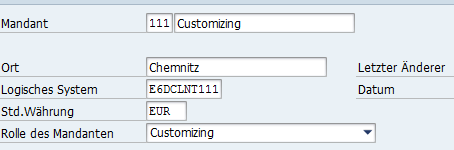 Mandant 111 Customizing
Ort Chemnitz Letzter Änderer
Logisches System E6DCLNT111 Datum
Std.Währung EUR
Rolle des Mandanten Customizing